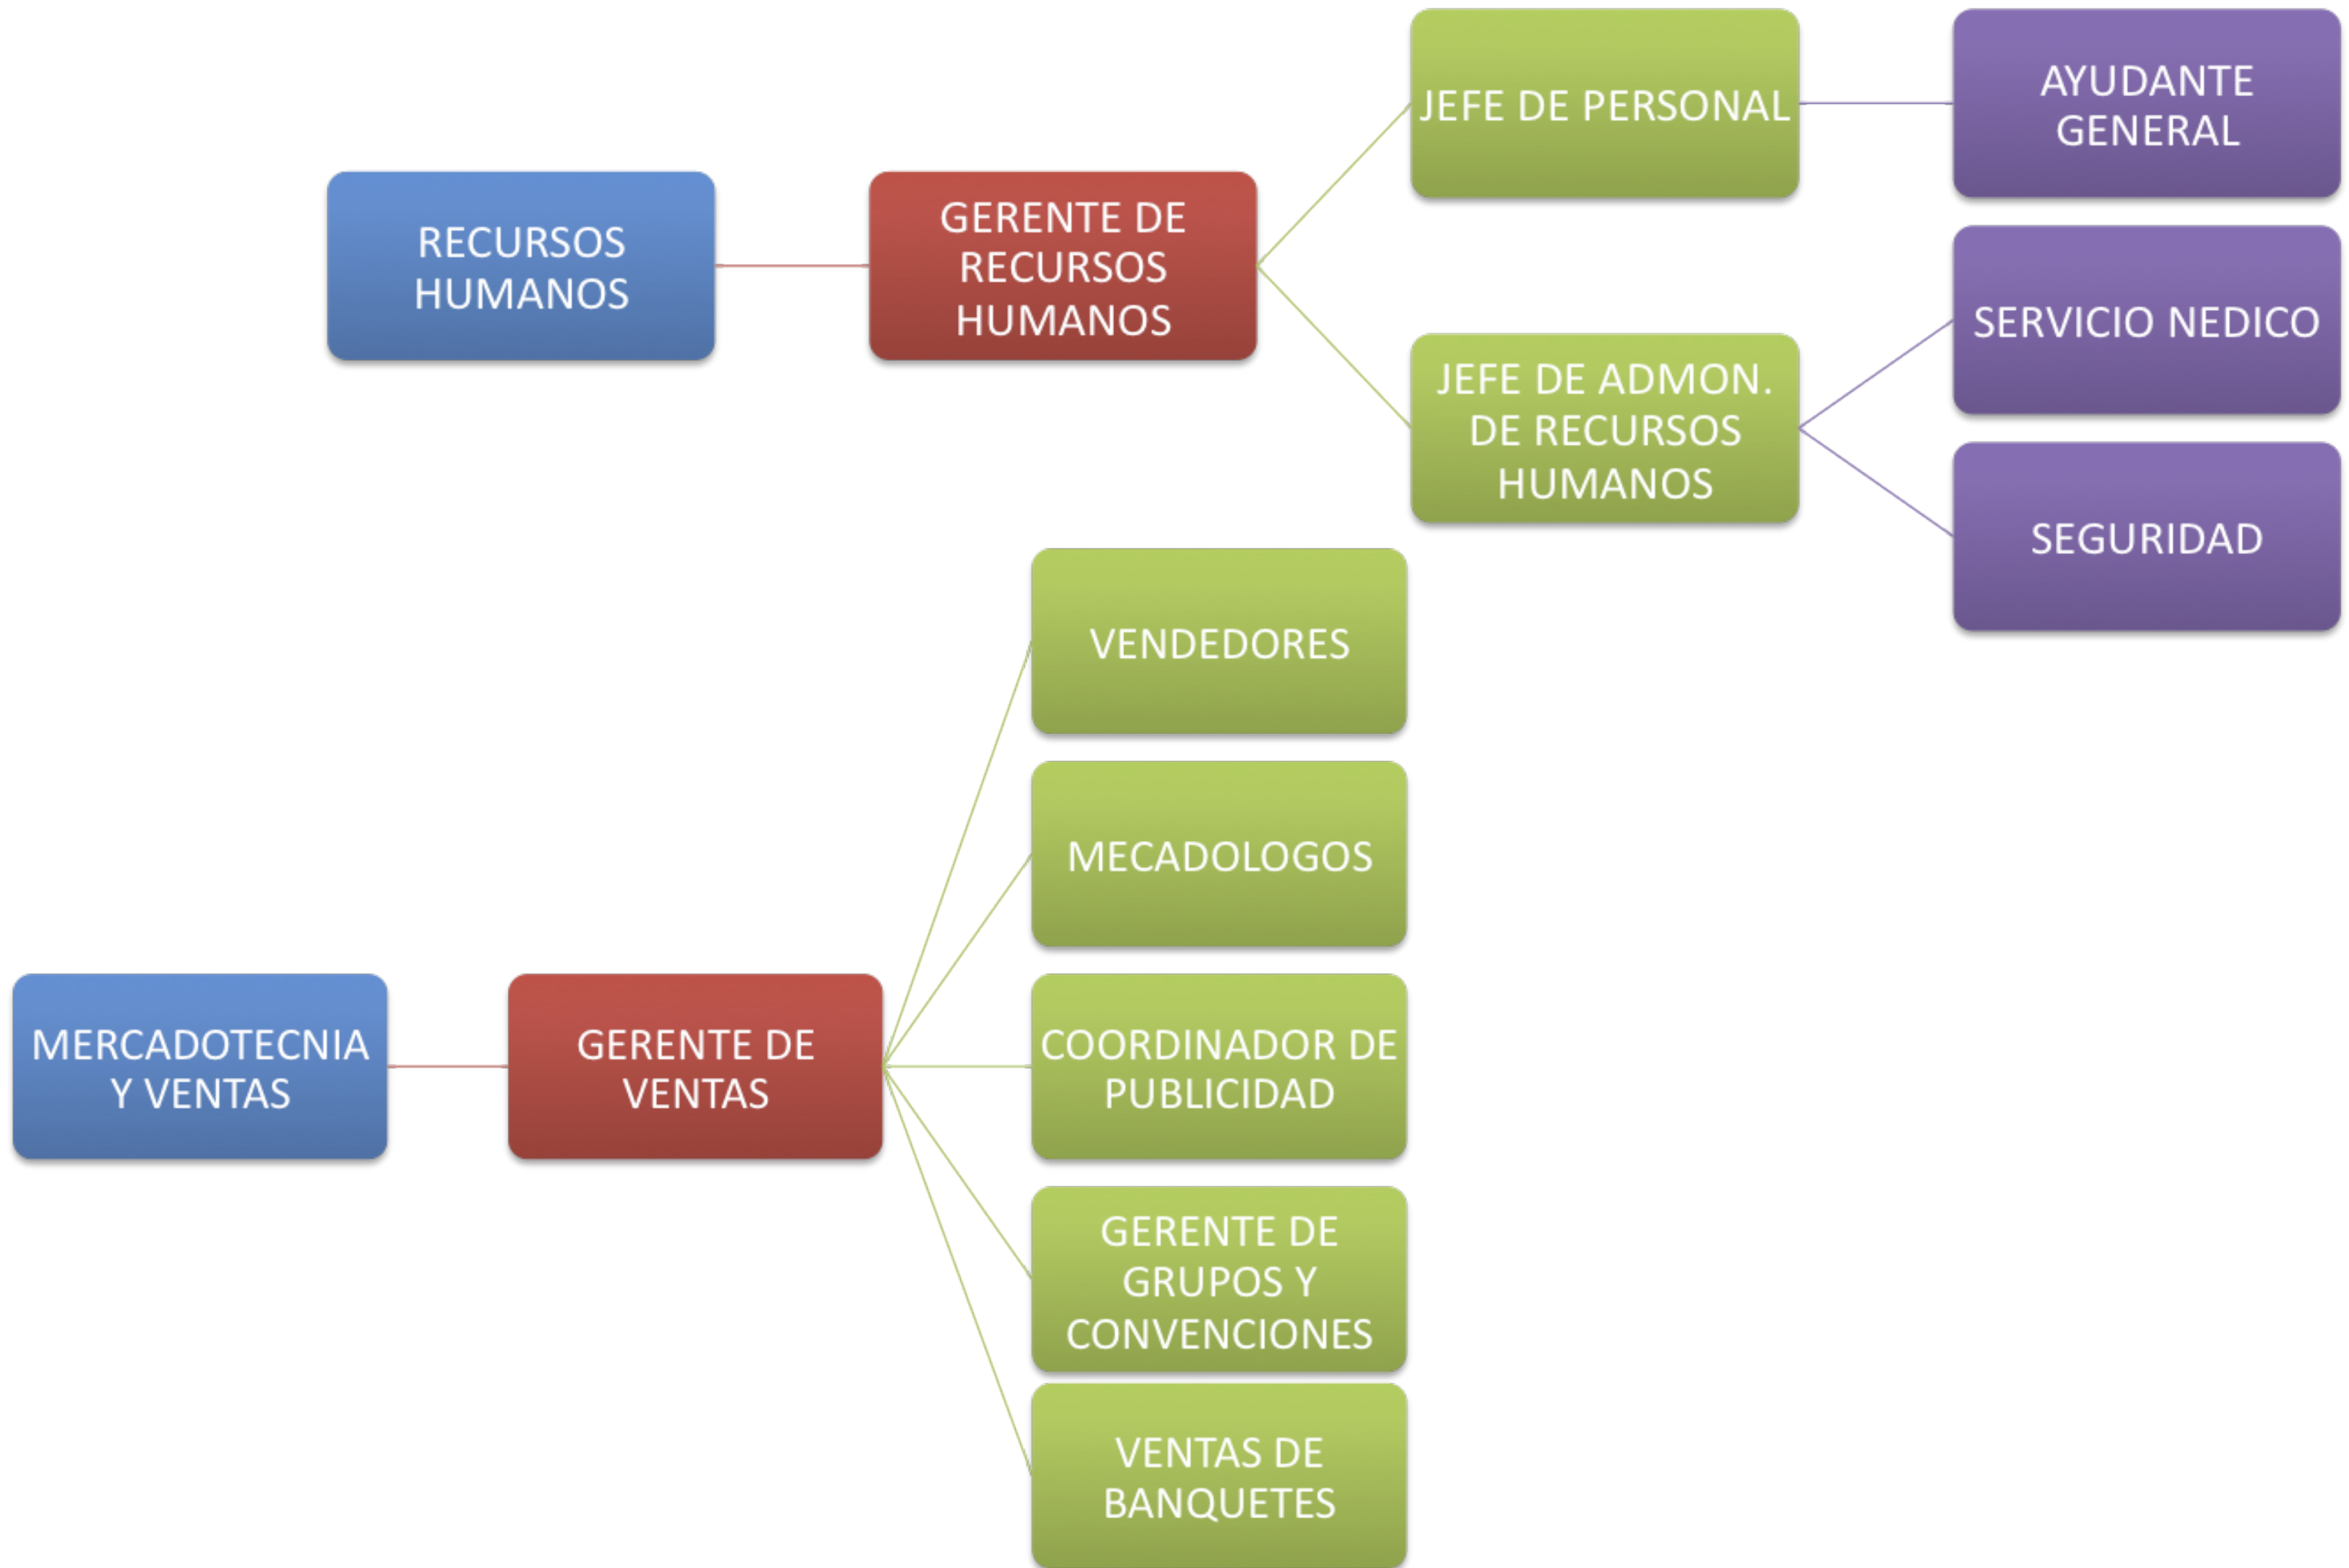 RECURSOS
HUMANOS
GERENTE DE
RECURSOS
HUMANOS
JEFE DE PERSONAL
AYUDANTE
GENERAL
JEFE DE ADMON.
DE RECURSOS
HUMANOS
SERVICIO NEDICO
SEGURIDAD
MERCADOTECNIA
Y VENTAS
GERENTE DE
VENTAS
VENDEDORES
MECADOLOGOS
COORDINADOR DE
PUBLICIDAD
GERENTE DE
GRUPOS Y
CONVENCIONES
VENTAS DE
BANQUETES